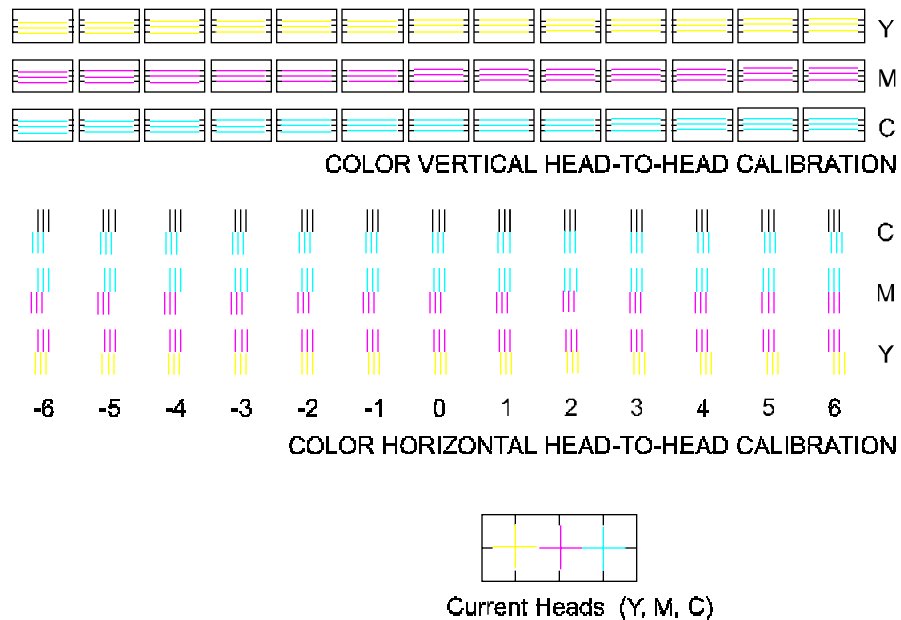 Y
M
C
COLOR VERTICAL HEAD-TO-HEAD CALIBRATION
C
M
Y
-6 -5 -4 -3 -2 -1 0 1 2 3 4 5 6
COLOR HORIZONTAL HEAD-TO-HEAD CALIBRATION
Current Heads (Y, M, C)